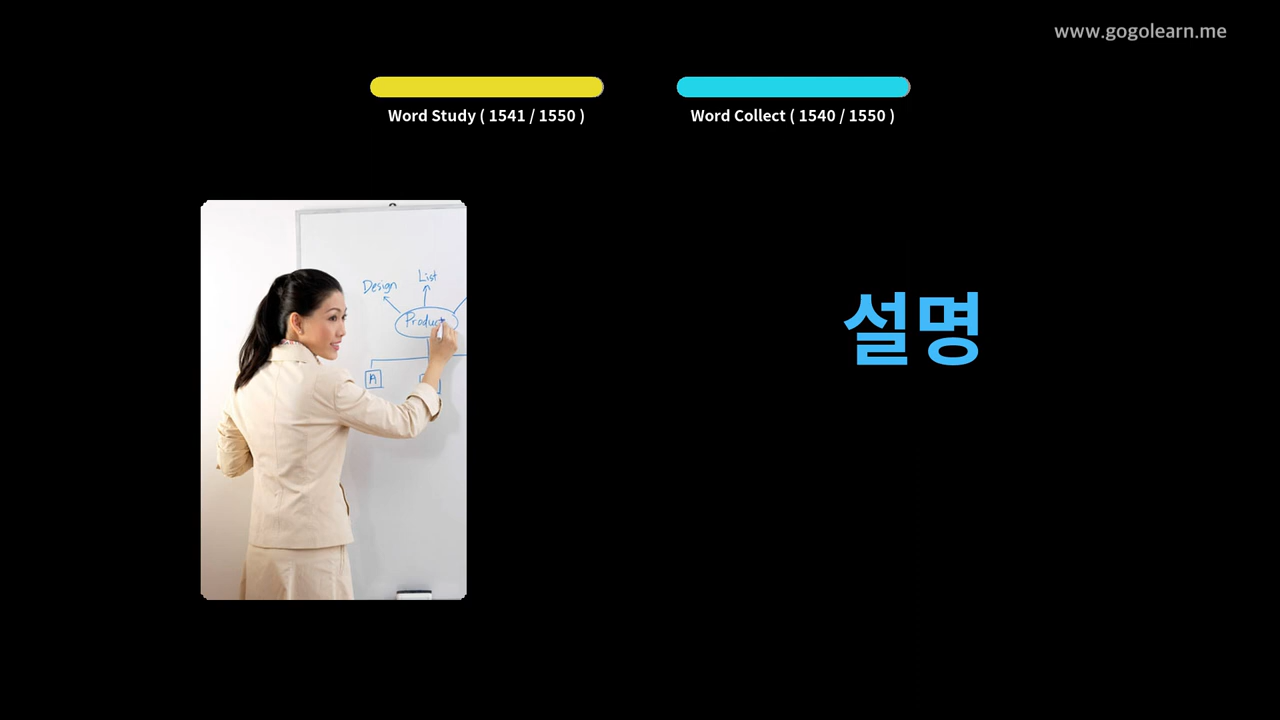 www.gogolearn.me
Word Study ( 1541 / 1550 )
Word Collect ( 1540 / 1550 )
설명
List
Design
Product
A